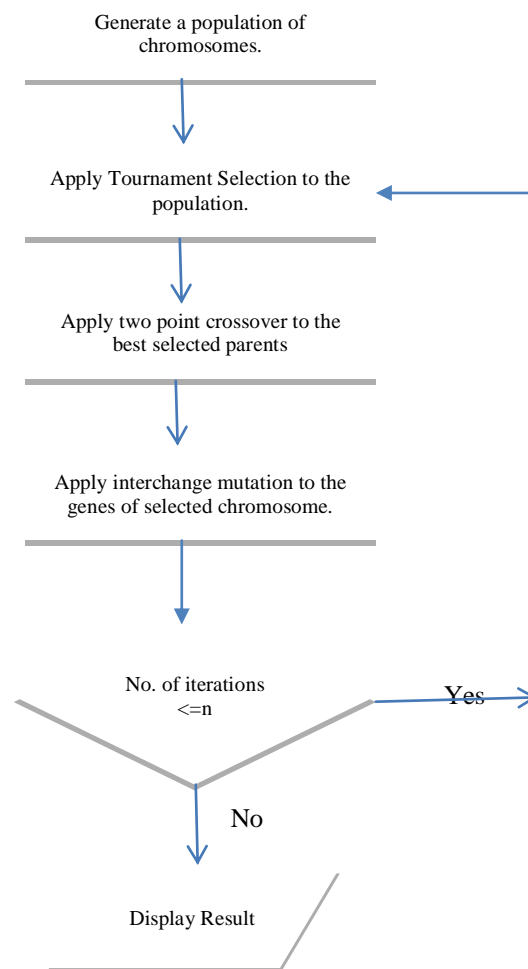 Generate a population of
chromosomes.
Apply Tournament Selection to the
population.
Apply two point crossover to the
best selected parents
Apply interchange mutation to the
genes of selected chromosome.
No. of iterations
<=n
Yes
No
Display Result